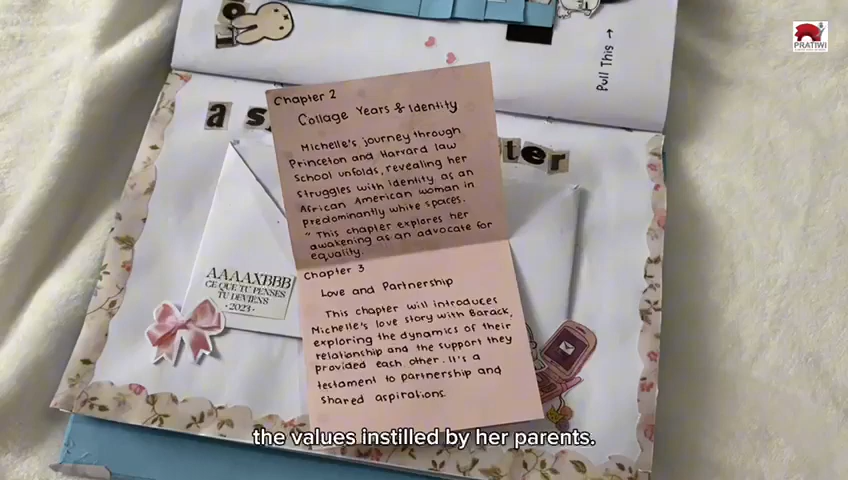 PRATIWI
Pull This →
a s
ter
Chapter 2
Collage Years & Identity
Michelle's journey through
Princeton and Harvard law
School unfolds, revealing her
struggles with identity as an
African American woman in
predominantly white spaces.
" This chapter explores her
awakening as an advocate for
equality.
Chapter 3
Love and Partnership
This chapter will introduces
Michelle's love story with Barack,
exploring the dynamics of their
relationship and the support they
provided each other. It's a
testament to partnership and
shared aspirations.
AAAAXBBB
CE QUE TU PENSES
TU DEVIENS
·2023·
the values instilled by her parents.